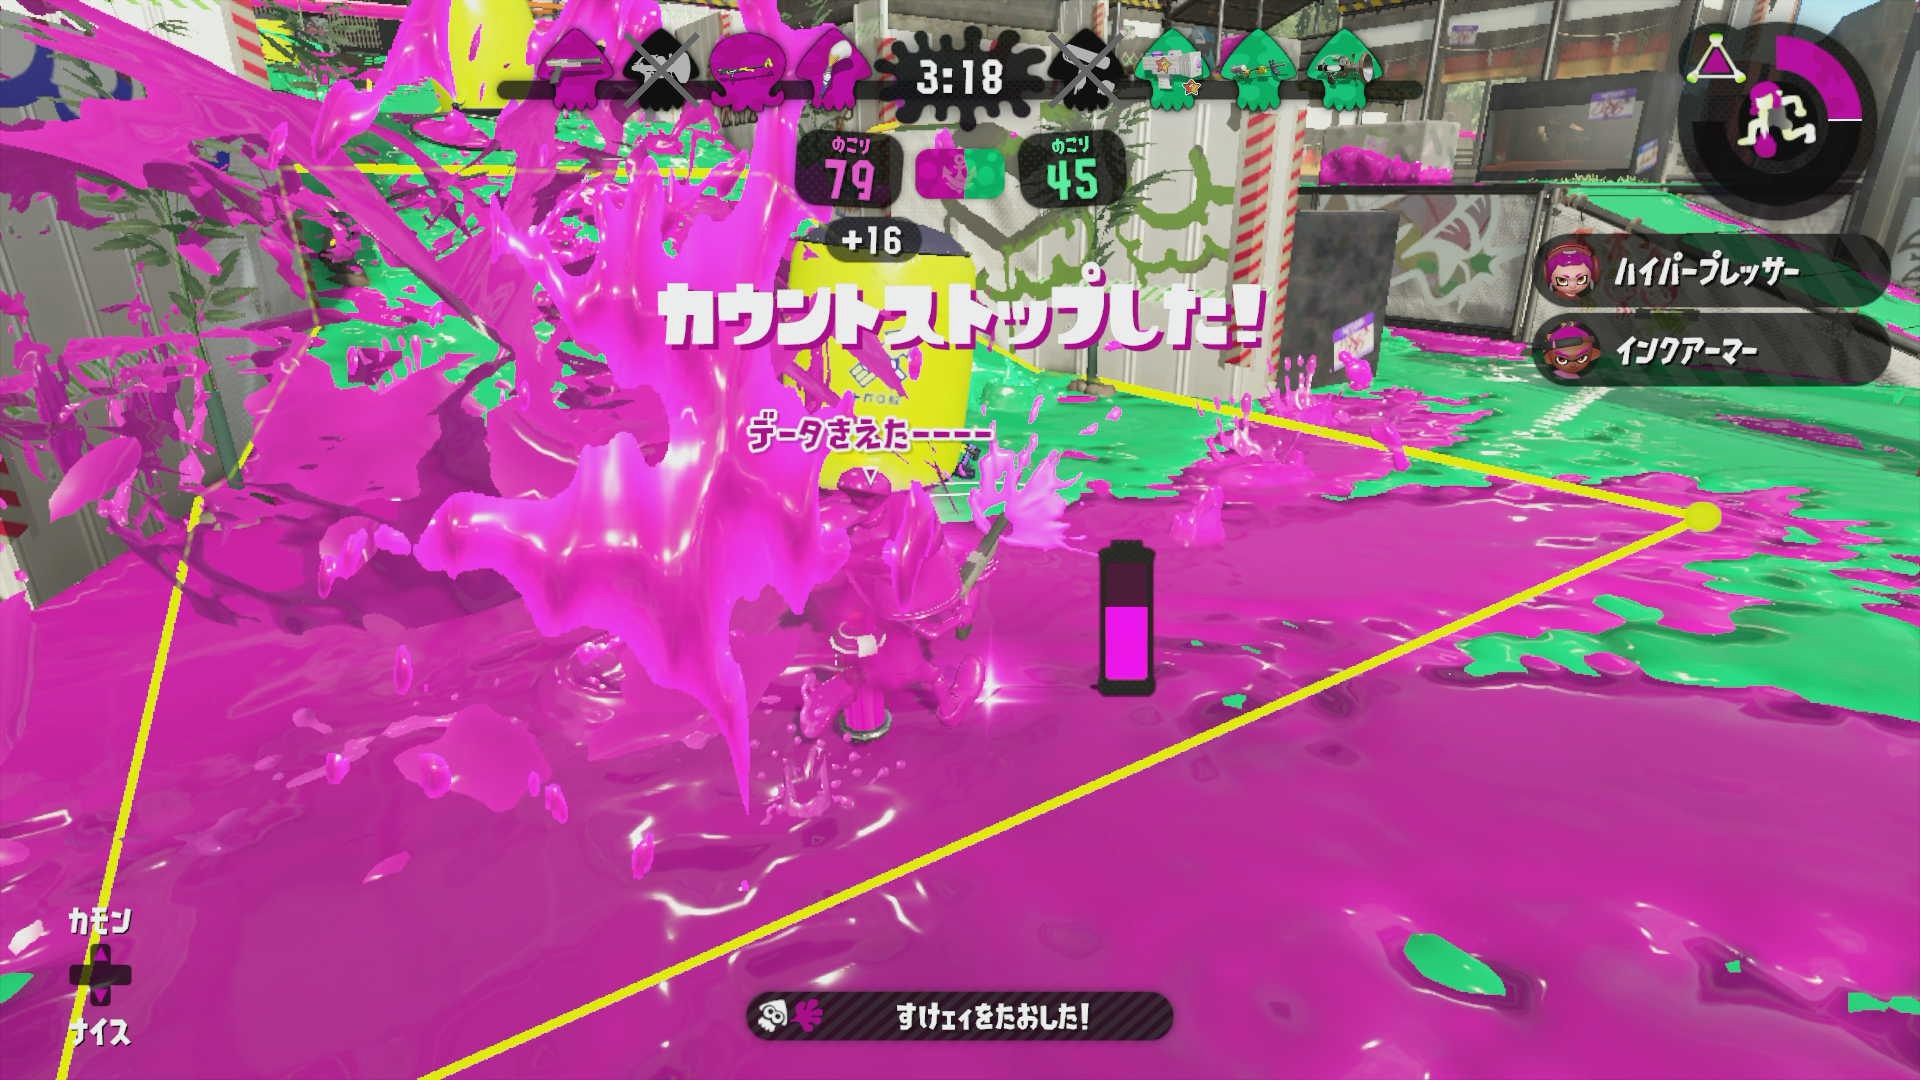 3:18
のこり
79
のこり
45
+16
カウントストップした!
ハイパープレッサー
インクアーマー
データきえたーーーー
カモン
ナイス
すけェィをたおした!